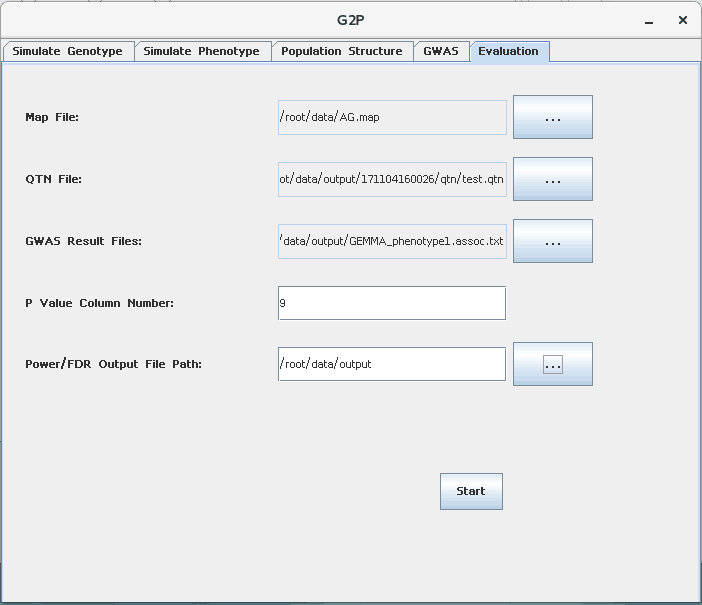 G2P
Simulate Genotype Simulate Phenotype Population Structure GWAS Evaluation
Map File: /root/data/AG.map ...
QTN File: ot/data/output/171104160026/qtn/test.qtn ...
GWAS Result Files: /data/output/GEMMA_phenotype1.assoc.txt ...
P Value Column Number: 9
Power/FDR Output File Path: /root/data/output ...
Start